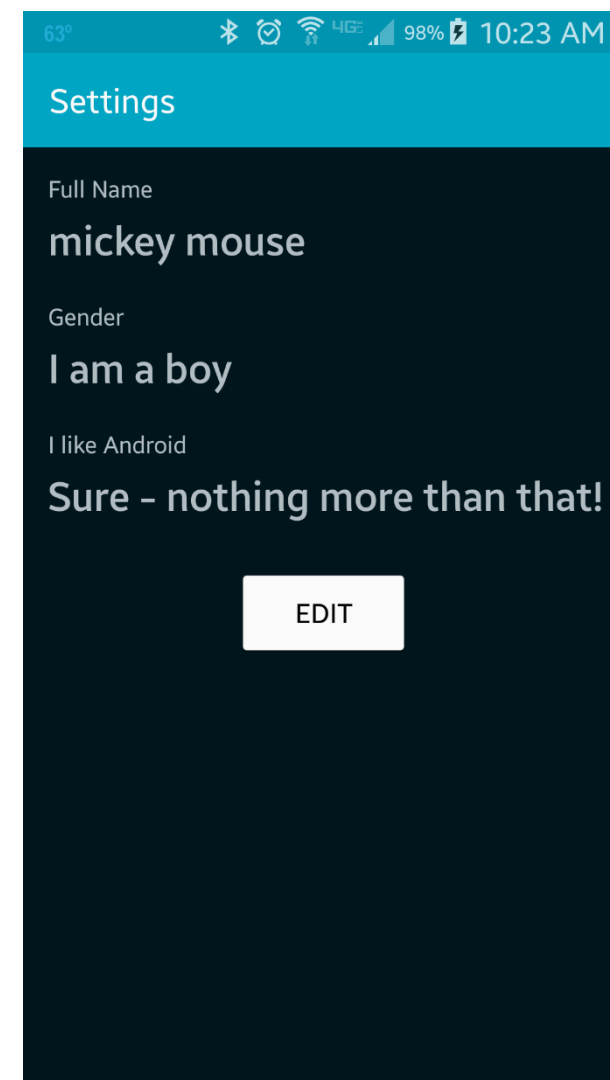 63° 4GE 98% 10:23 AM
Settings
Full Name
mickey mouse
Gender
I am a boy
I like Android
Sure - nothing more than that!
EDIT